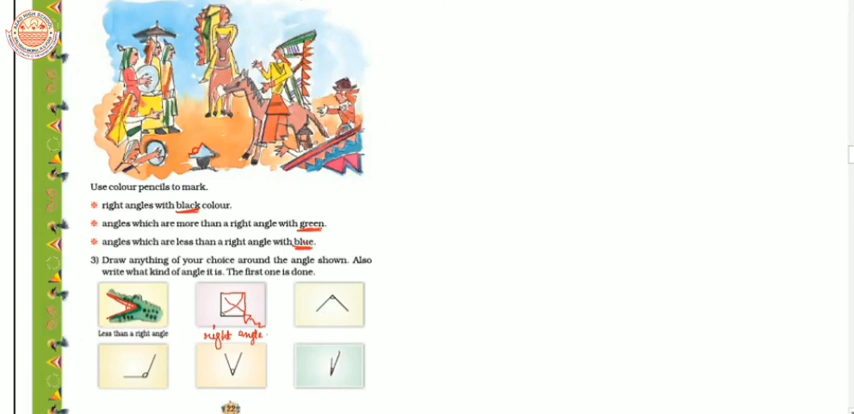 Use colour pencils to mark.
❉ right angles with black colour.
❉ angles which are more than a right angle with green.
❉ angles which are less than a right angle with blue.
3) Draw anything of your choice around the angle shown. Also
write what kind of angle it is. The first one is done.
Less than a right angle
right angle.
22